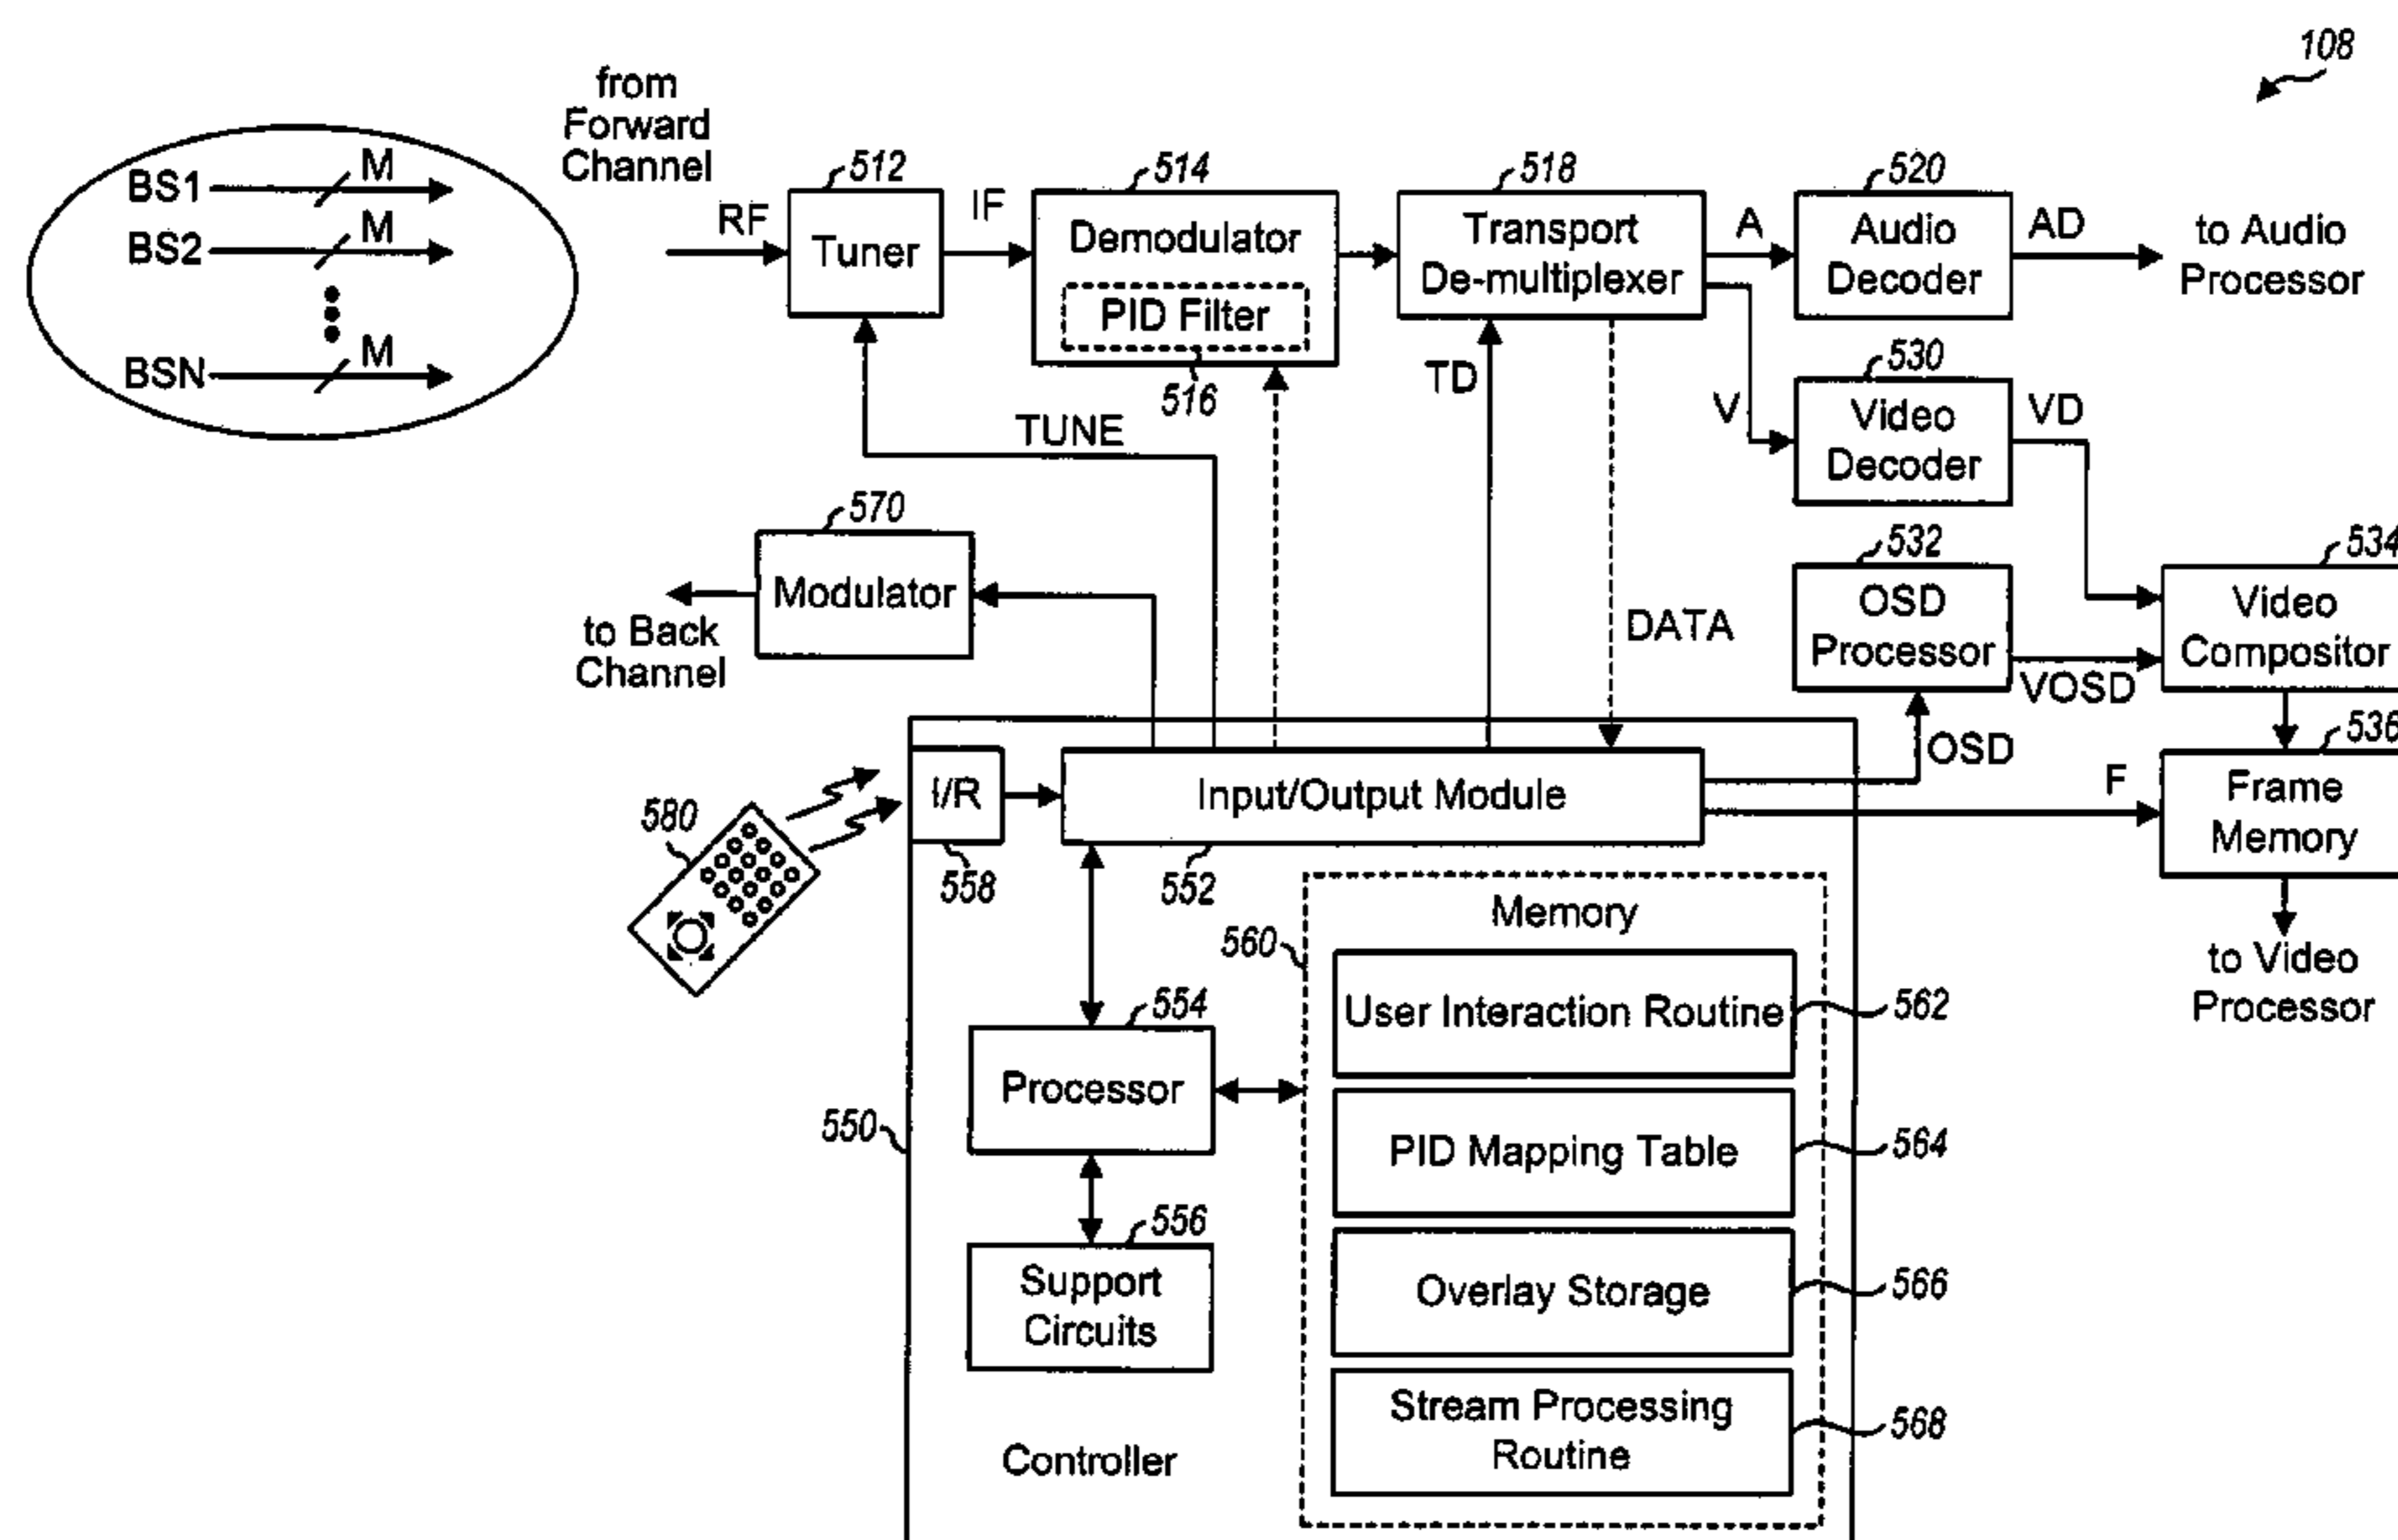 108
from
Forward
Channel
BS1
M
BS2
M
BSN
M
RF
512
Tuner
IF
514
Demodulator
PID Filter
516
518
Transport
De-multiplexer
A
520
Audio
Decoder
AD
to Audio
Processor
V
530
Video
Decoder
VD
TUNE
TD
DATA
570
Modulator
to Back
Channel
532
OSD
Processor
VOSD
534
Video
Compositor
OSD
F
536
Frame
Memory
to Video
Processor
580
I/R
558
Input/Output Module
552
560
Memory
User Interaction Routine
562
554
Processor
PID Mapping Table
564
550
556
Support
Circuits
Overlay Storage
566
Stream Processing
Routine
568
Controller